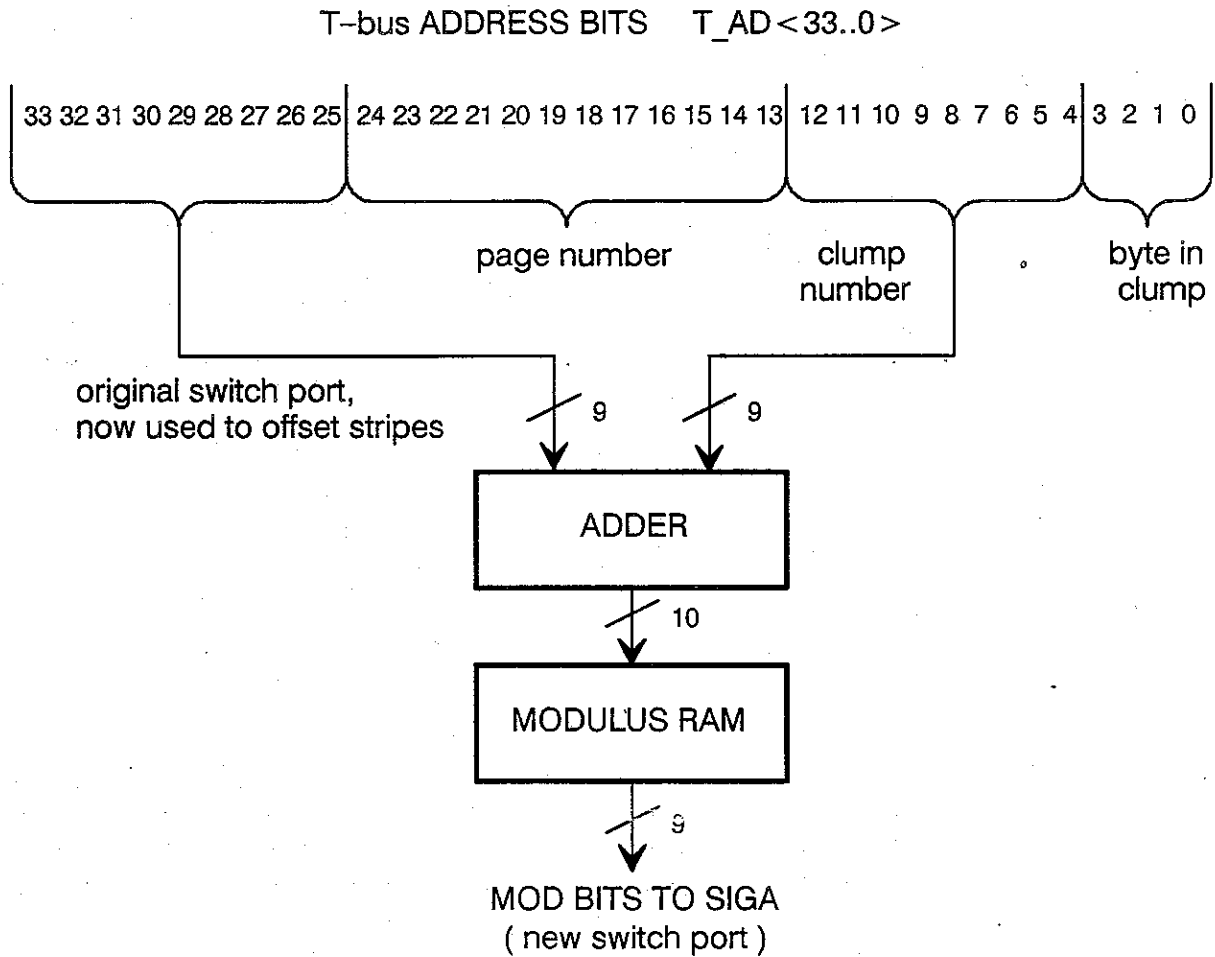 T-bus ADDRESS BITS T_AD<33..0>
33 32 31 30 29 28 27 26 25 24 23 22 21 20 19 18 17 16 15 14 13 12 11 10 9 8 7 6 5 4 3 2 1 0
page number
clump
number
byte in
clump
original switch port,
now used to offset stripes
9
9
ADDER
10
MODULUS RAM
9
MOD BITS TO SIGA
( new switch port )